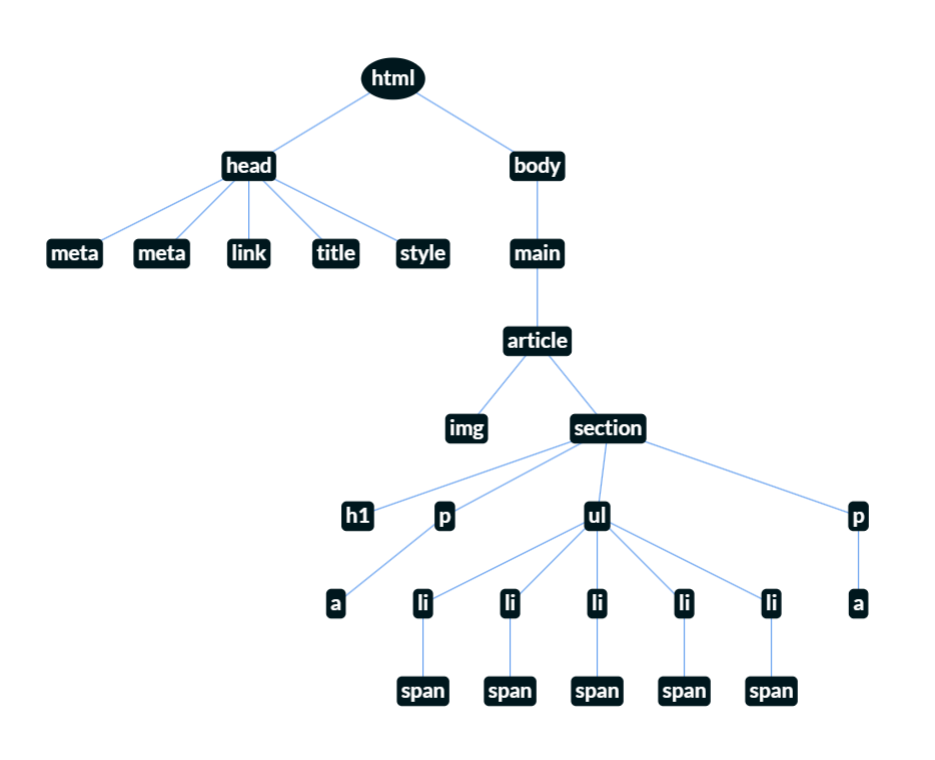 html
head body
meta meta link title style main
article
img section
h1 p ul p
a li li li li li a
span span span span span